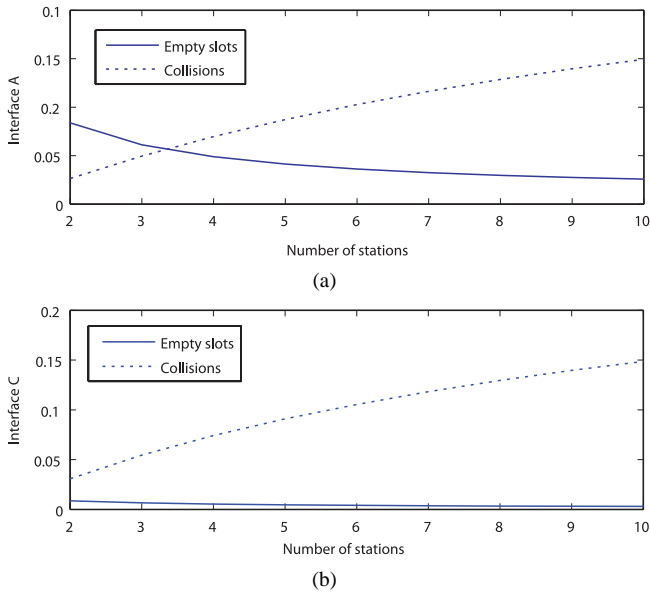 0.1
0.15
0.2
0.05
0
Interface A
Empty slots
Collisions
2 3 4 5 6 7 8 9 10
Number of stations
(a)
0.2
0.15
0.1
0.05
0
Interface C
Empty slots
Collisions
2 3 4 5 6 7 8 9 10
Number of stations
(b)